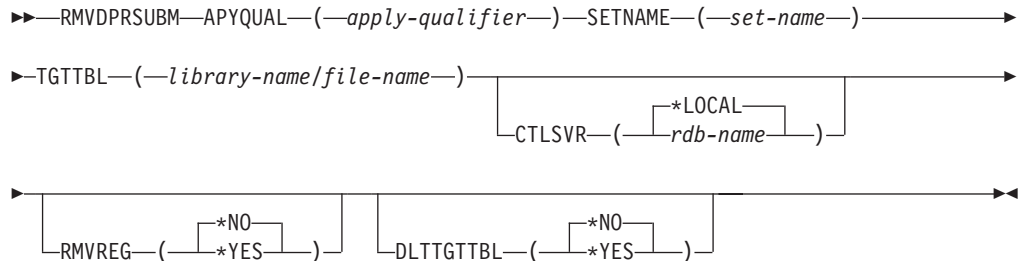 RMVDPRSUBM APYQUAL ( apply-qualifier ) SETNAME ( set-name )
TGTTBL ( library-name/file-name )
*LOCAL
CTLSVR ( rdb-name )
*NO *NO
RMVREG ( *YES ) DLTTGTTBL ( *YES )